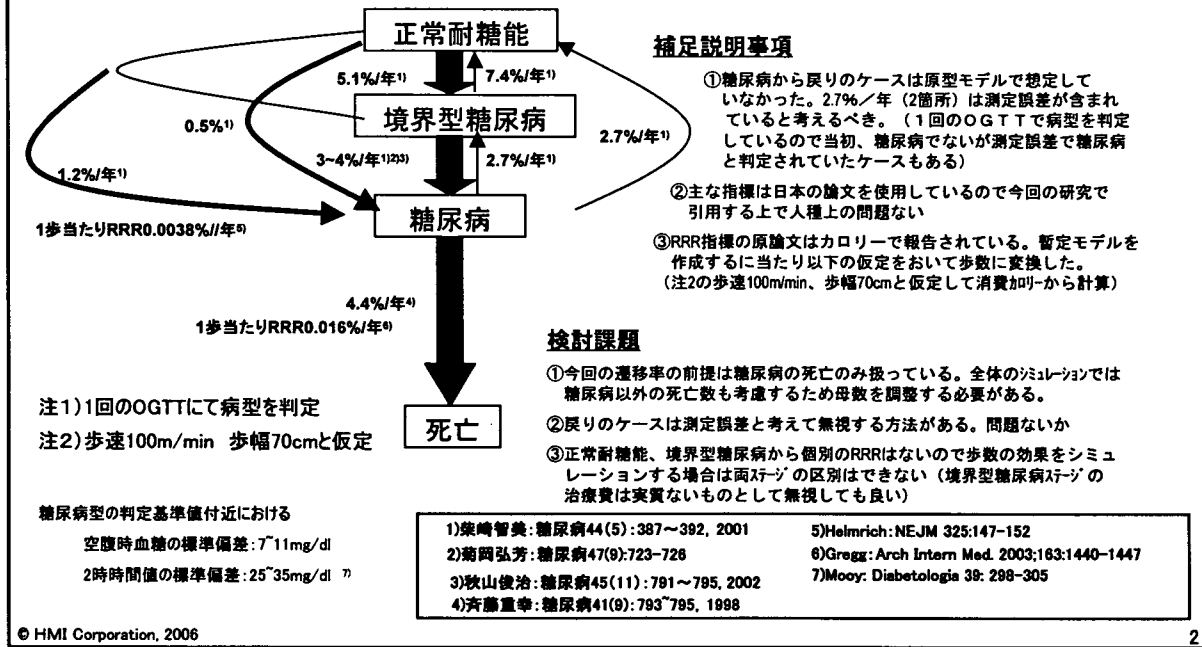 正常耐糖能
5.1%/年1)
7.4%/年1)
境界型糖尿病
0.5%1)
2.7%/年1)
3~4%/年1)2)3)
2.7%/年1)
1.2%/年1)
糖尿病
1歩当たりRRR0.0038%//年5)
4.4%/年4)
1歩当たりRRR0.016%/年6)
死亡
注1)1回のOGTTにて病型を判定
注2)歩速100m/min 歩幅70cmと仮定
糖尿病型の判定基準値付近における
空腹時血糖の標準偏差:7~11mg/dl
2時時間値の標準偏差:25~35mg/dl 7)
補足説明事項
①糖尿病から戻りのケースは原型モデルで想定して
いなかった。2.7%/年(2箇所)は測定誤差が含まれ
ていると考えるべき。(1回のOGTTで病型を判定
しているので当初、糖尿病でないが測定誤差で糖尿病
と判定されていたケースもある)
②主な指標は日本の論文を使用しているので今回の研究で
引用する上で人種上の問題ない
③RRR指標の原論文はカロリーで報告されている。暫定モデルを
作成するに当たり以下の仮定をおいて歩数に変換した。
(注2の歩速100m/min、歩幅70cmと仮定して消費カロリーから計算)
検討課題
①今回の遷移率の前提は糖尿病の死亡のみ扱っている。全体のシミュレーションでは
糖尿病以外の死亡数も考慮するため母数を調整する必要がある。
②戻りのケースは測定誤差と考えて無視する方法がある。問題ないか
③正常耐糖能、境界型糖尿病から個別のRRRはないので歩数の効果をシミュ
レーションする場合は両ステージの区別はできない(境界型糖尿病ステージの
治療費は実質ないものとして無視しても良い)
1)柴崎智美:糖尿病44(5):387~392, 2001
2)菊岡弘芳:糖尿病47(9):723-726
3)秋山俊治:糖尿病45(11):791~795, 2002
4)斉藤重幸:糖尿病41(9):793~795, 1998
5)Helmrich:NEJM 325:147-152
6)Gregg:Arch Intern Med. 2003;163:1440-1447
7)Mooy: Diabetologia 39: 298-305
© HMI Corporation, 2006
2